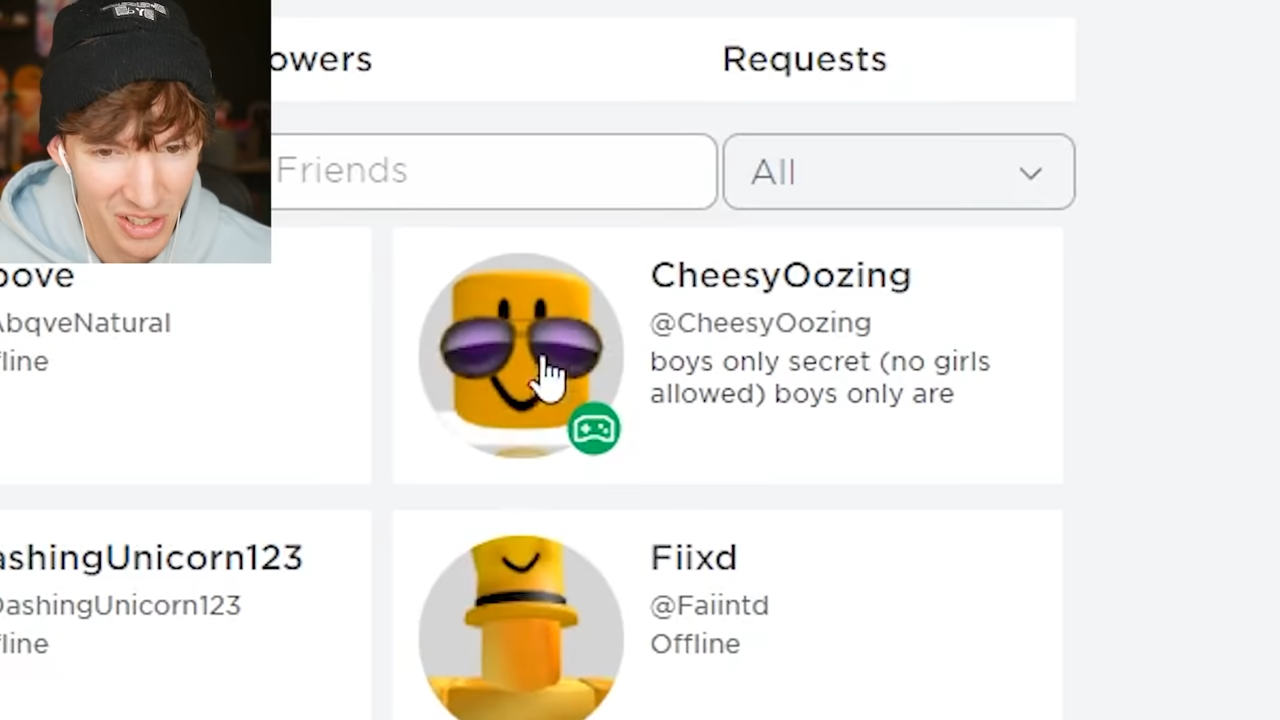 owers
Requests
Friends
All
bove
AbqveNatural
fline
CheesyOozing
@CheesyOozing
boys only secret (no girls
allowed) boys only are
ashingUnicorn123
DashingUnicorn123
fline
Fiixd
@Faiintd
Offline